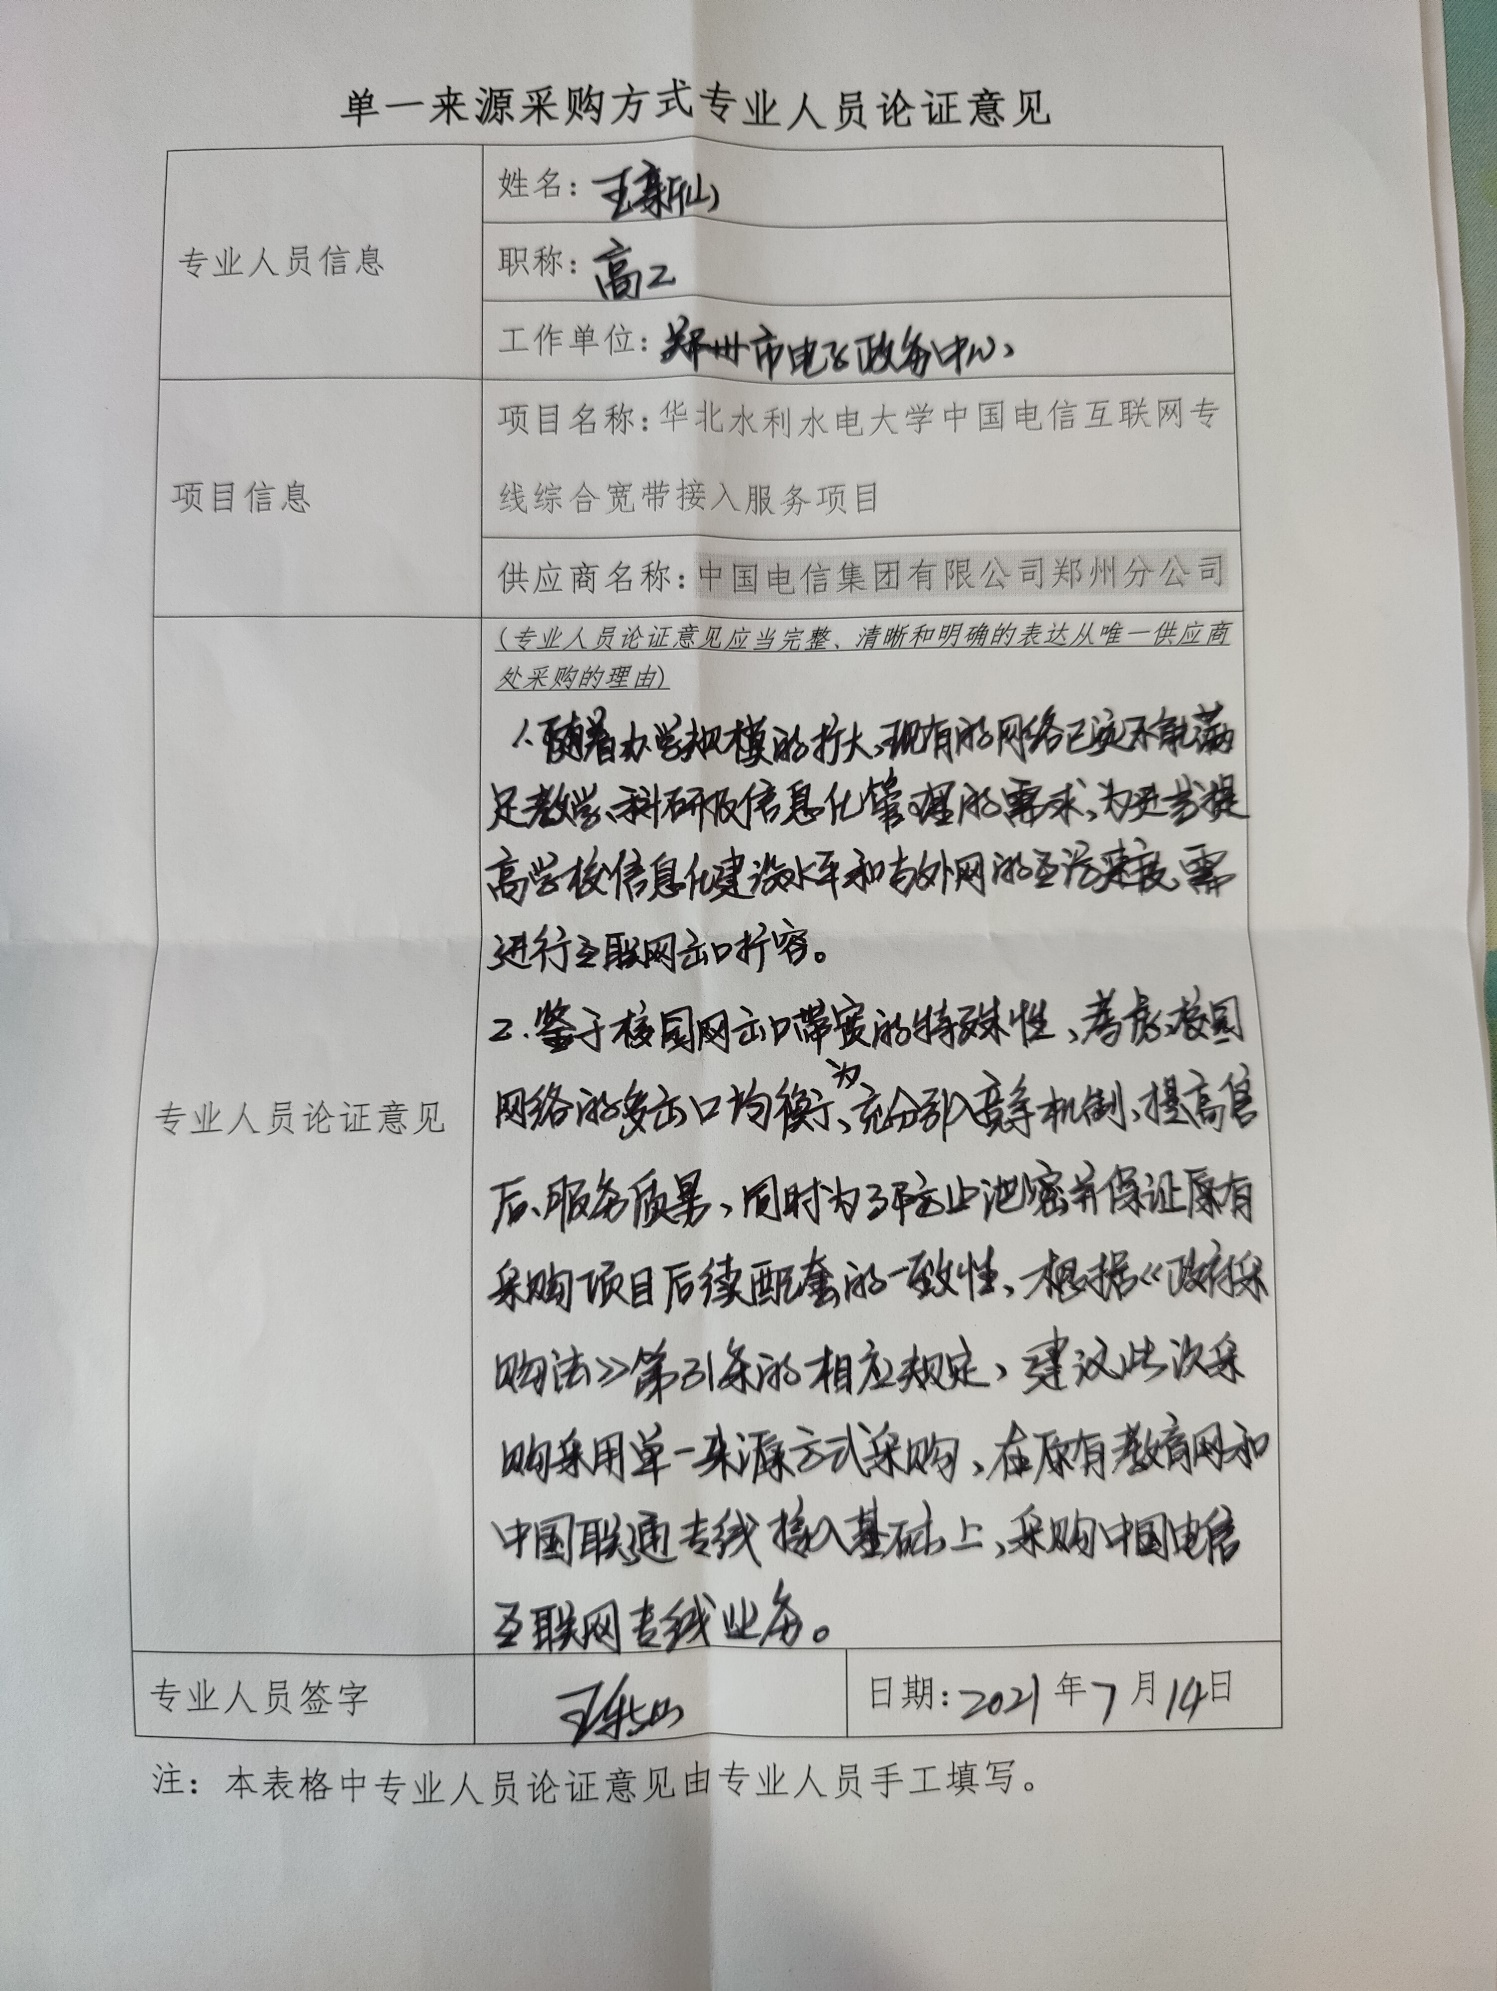 单一来源采购方式专业人员论证意见
专业人员信息
姓名：王新山
职称：高工
工作单位：郑州市电子政务中心
项目信息
项目名称：华北水利水电大学中国电信互联网专
线综合宽带接入服务项目
供应商名称：中国电信集团有限公司郑州分公司
专业人员论证意见
(专业人员论证意见应当完整、清晰和明确的表达从唯一供应商
处采购的理由)
1、随着办学规模的扩大，现有的网络已远不能满
足教学、科研及信息化管理的需求，为进一步提
高学校信息化建设水平和与外网的互访速度，需
进行互联网出口扩容。
2、鉴于校园网出口带宽的特殊性，考虑校园
网络的多出口均衡，为充分引入竞争机制，提高售
后服务质量，同时为了防止泄密并保证原有
采购项目后续配套的一致性，根据《政府采
购法》第31条的相应规定，建议此次采
购采用单一来源方式采购，在原有教育网和
中国联通专线接入基础上，采购中国电信
互联网专线业务。
专业人员签字
日期：2021年7月14日
注：本表格中专业人员论证意见由专业人员手工填写。